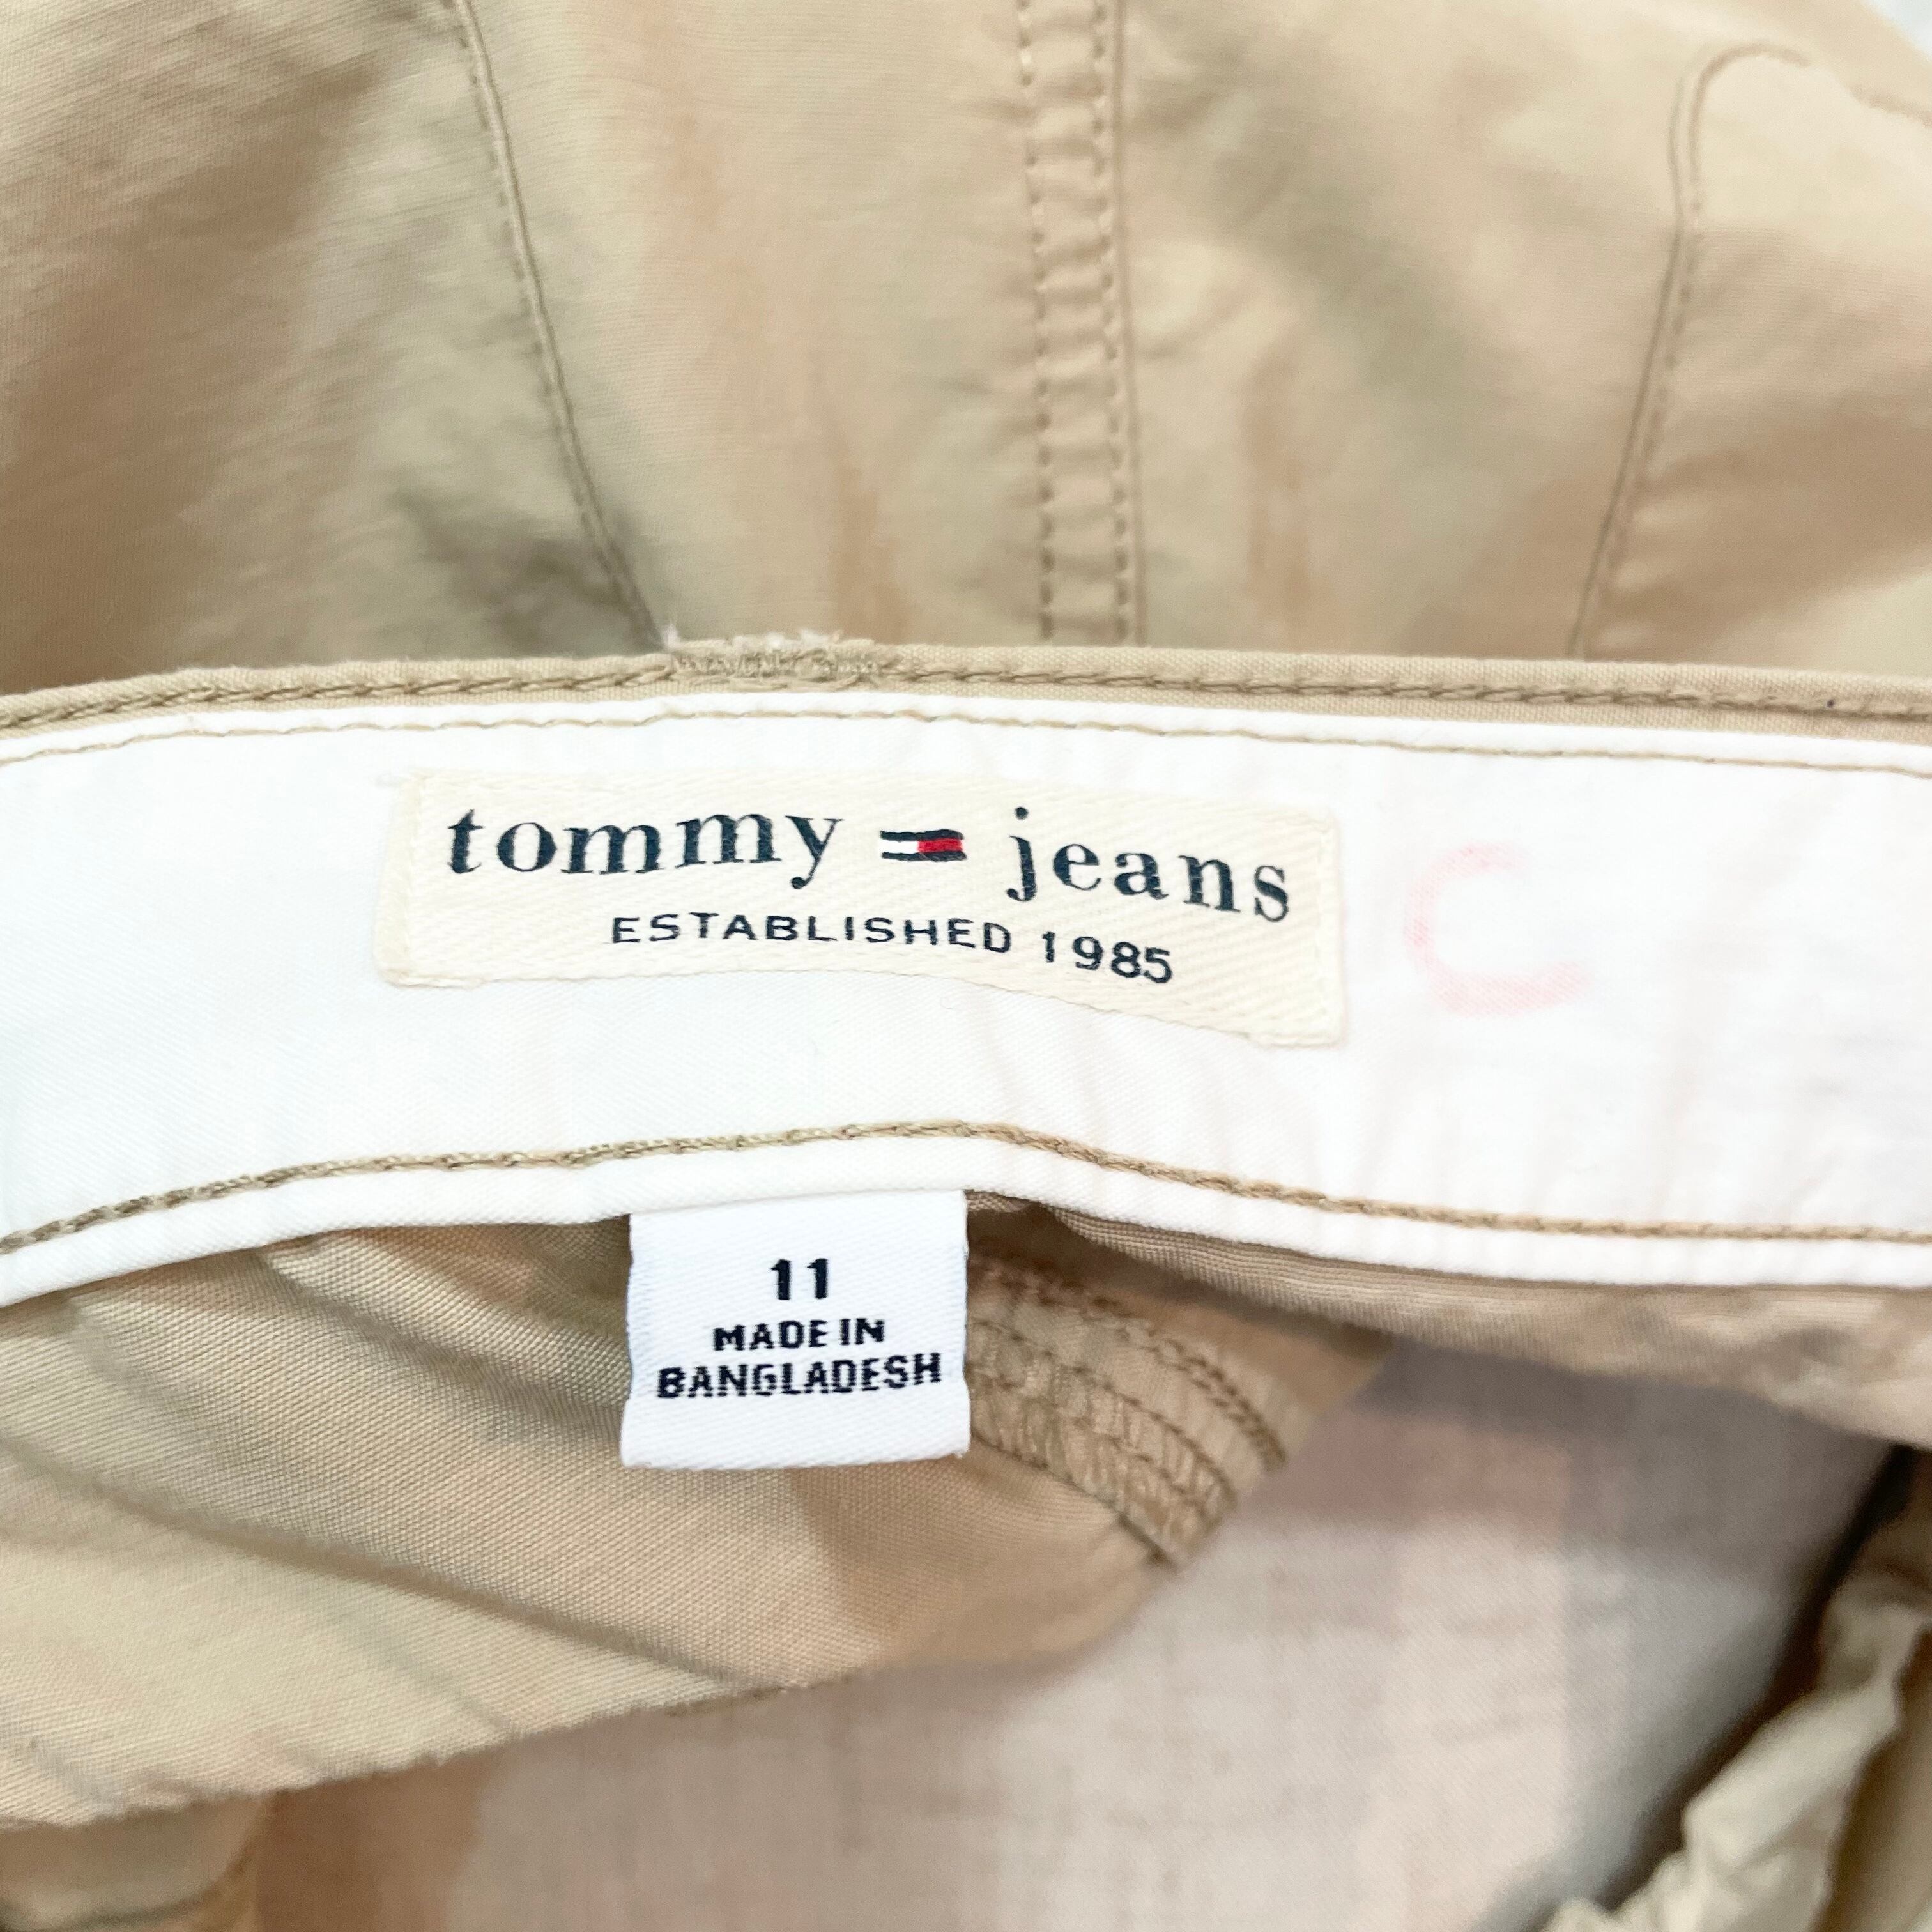 tommy jeans
ESTABLISHED 1985
C
11
MADE IN
BANGLADESH